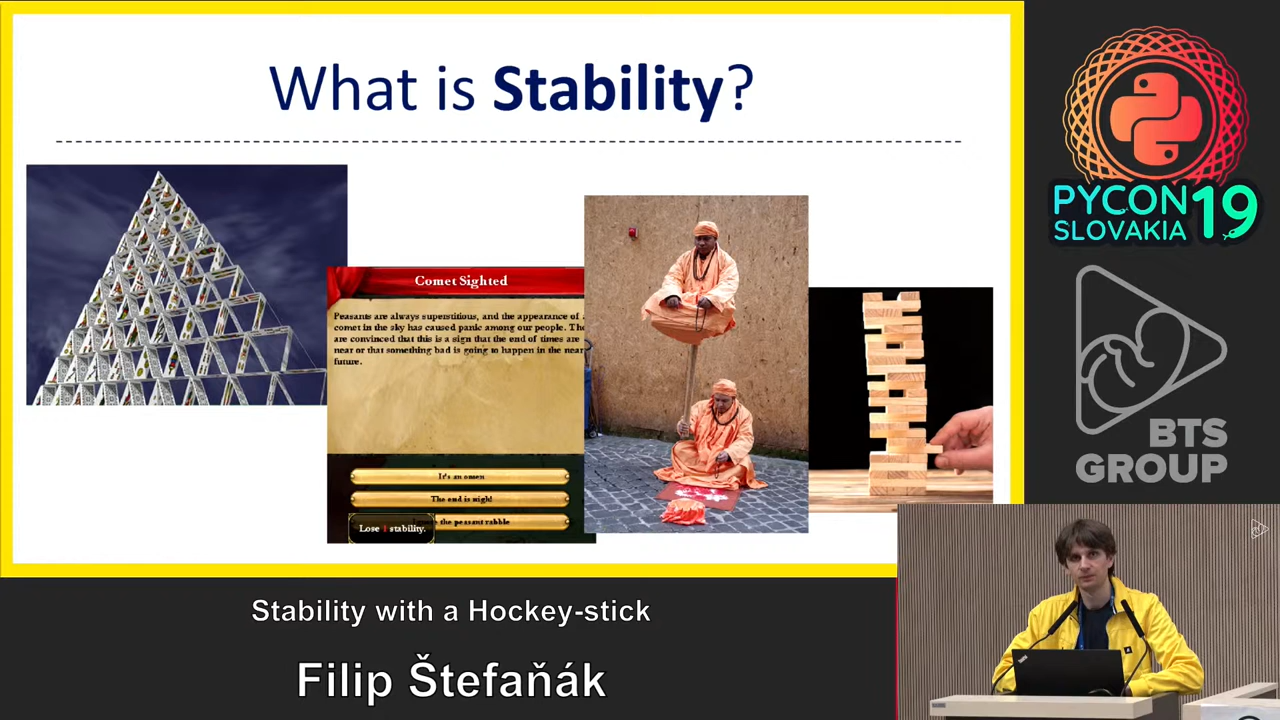 What is Stability?
Comet Sighted
Peasants are always superstitious, and the appearance of
comet in the sky has caused panic among our people. The
are convinced that this is a sign that the end of times are
near or that something bad is going to happen in the near
future.
It's an omen
The end is nigh!
the peasant rabble
Lose 1 stability.
PYCON 19
SLOVAKIA
BTS
GROUP
Stability with a Hockey-stick
Filip Štefaňák